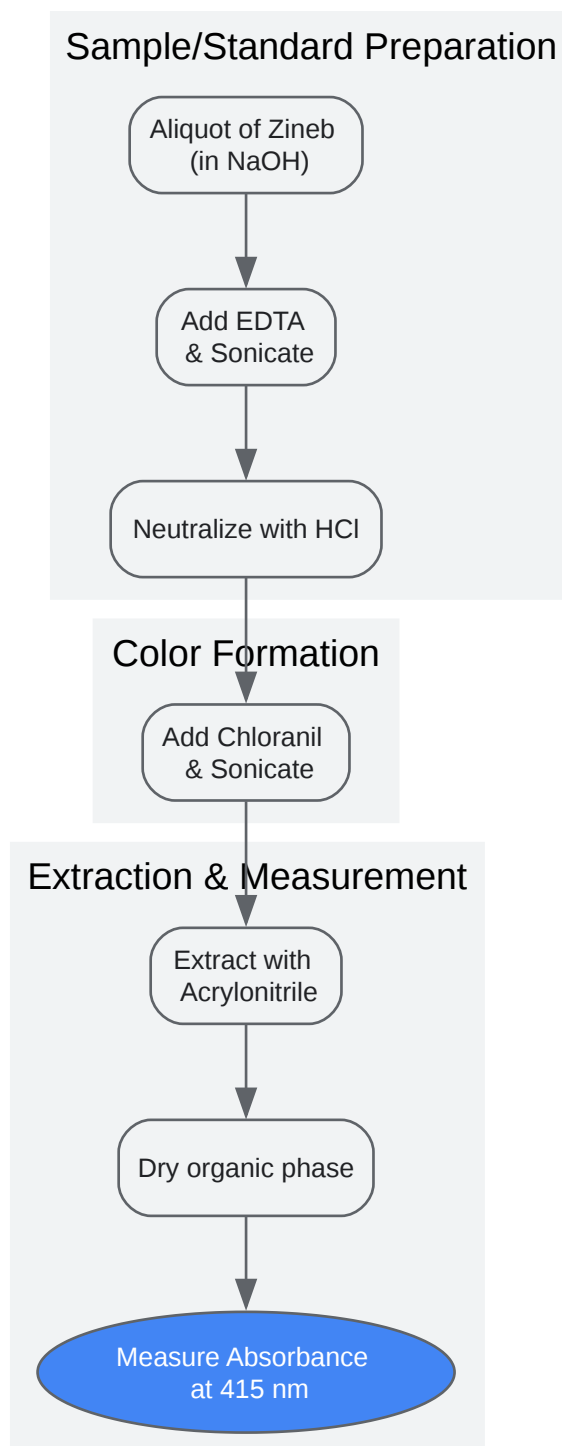 Sample/Standard Preparation
Aliquot of Zineb
(in NaOH)
Add EDTA
& Sonicate
Neutralize with HCl
Color Formation
Add Chloranil
& Sonicate
Extraction & Measurement
Extract with
Acrylonitrile
Dry organic phase
Measure Absorbance
at 415 nm